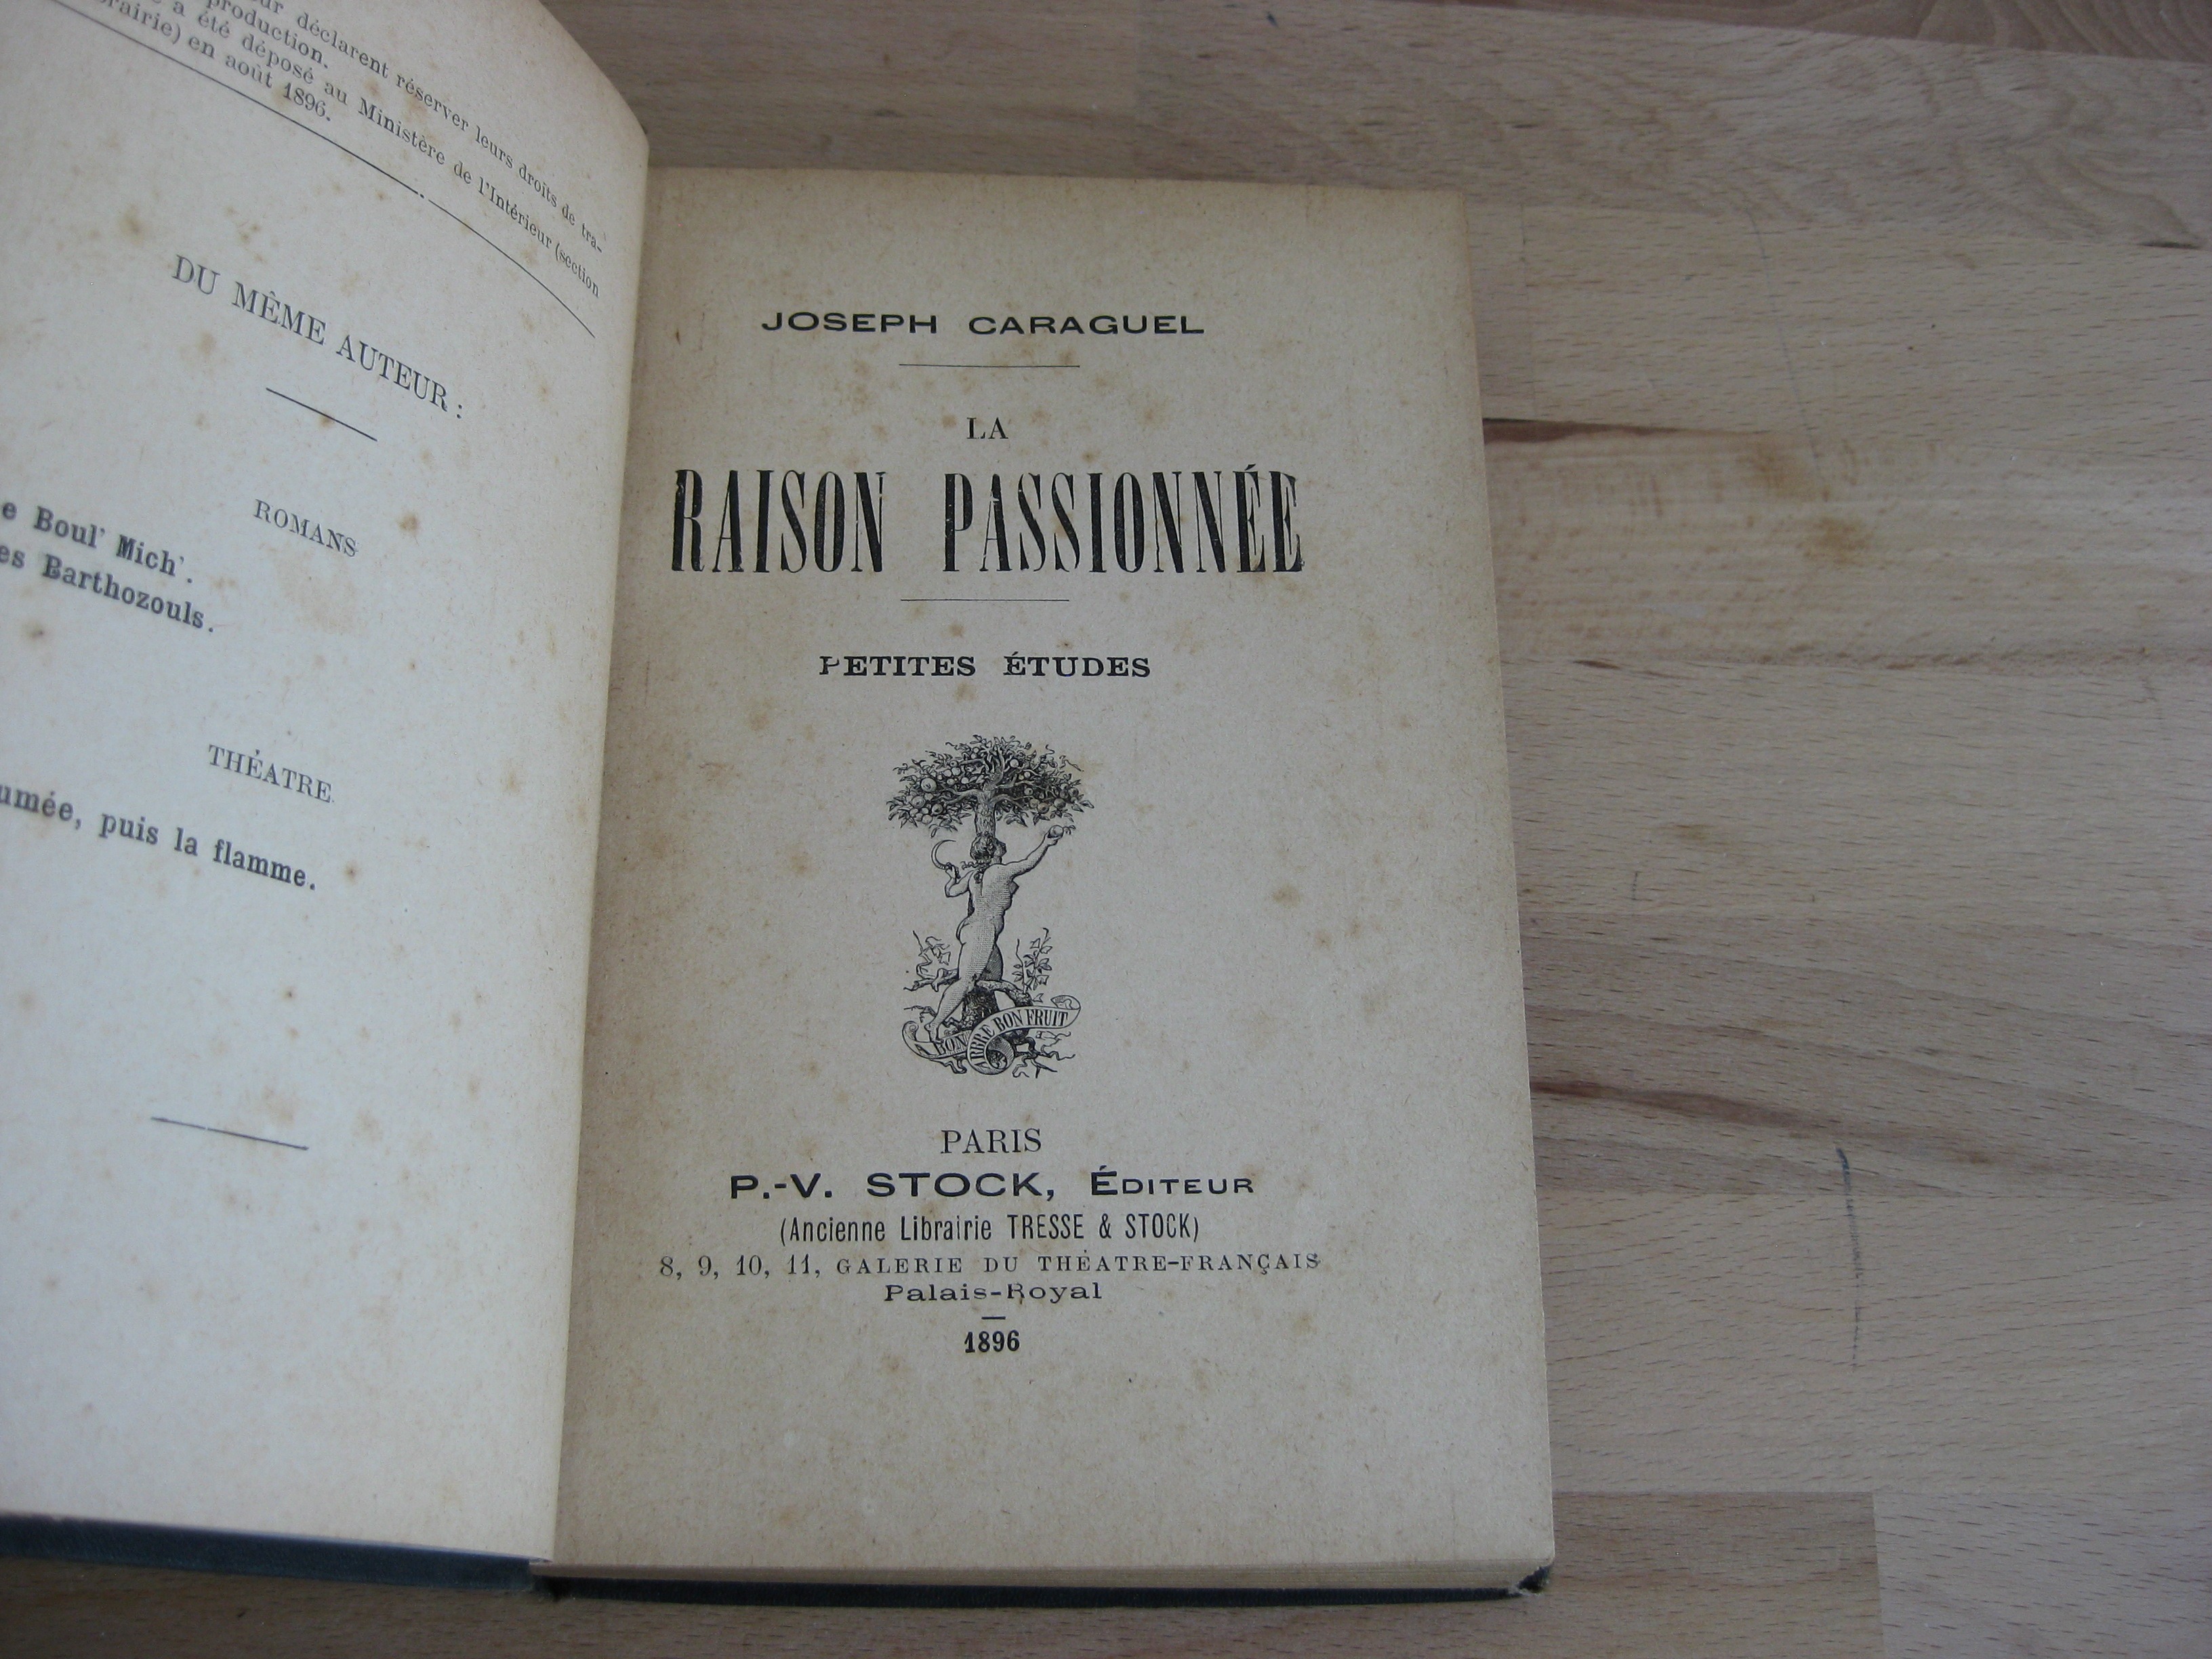 déclarent réserver leurs droits de tra-
production.
a été déposé au Ministère de l'Intérieur (section
en août 1896.
DU MÊME AUTEUR :
ROMANS
Boul' Mich'.
Barthozouls.
THÉATRE
puis la flamme.
JOSEPH CARAGUEL
LA
RAISON PASSIONNÉE
PETITES ÉTUDES
A BON ARBRE BON FRUIT
PARIS
P.-V. STOCK, ÉDITEUR
(Ancienne Librairie TRESSE & STOCK)
8, 9, 10, 11, GALERIE DU THÉATRE-FRANÇAIS
Palais-Royal
1896